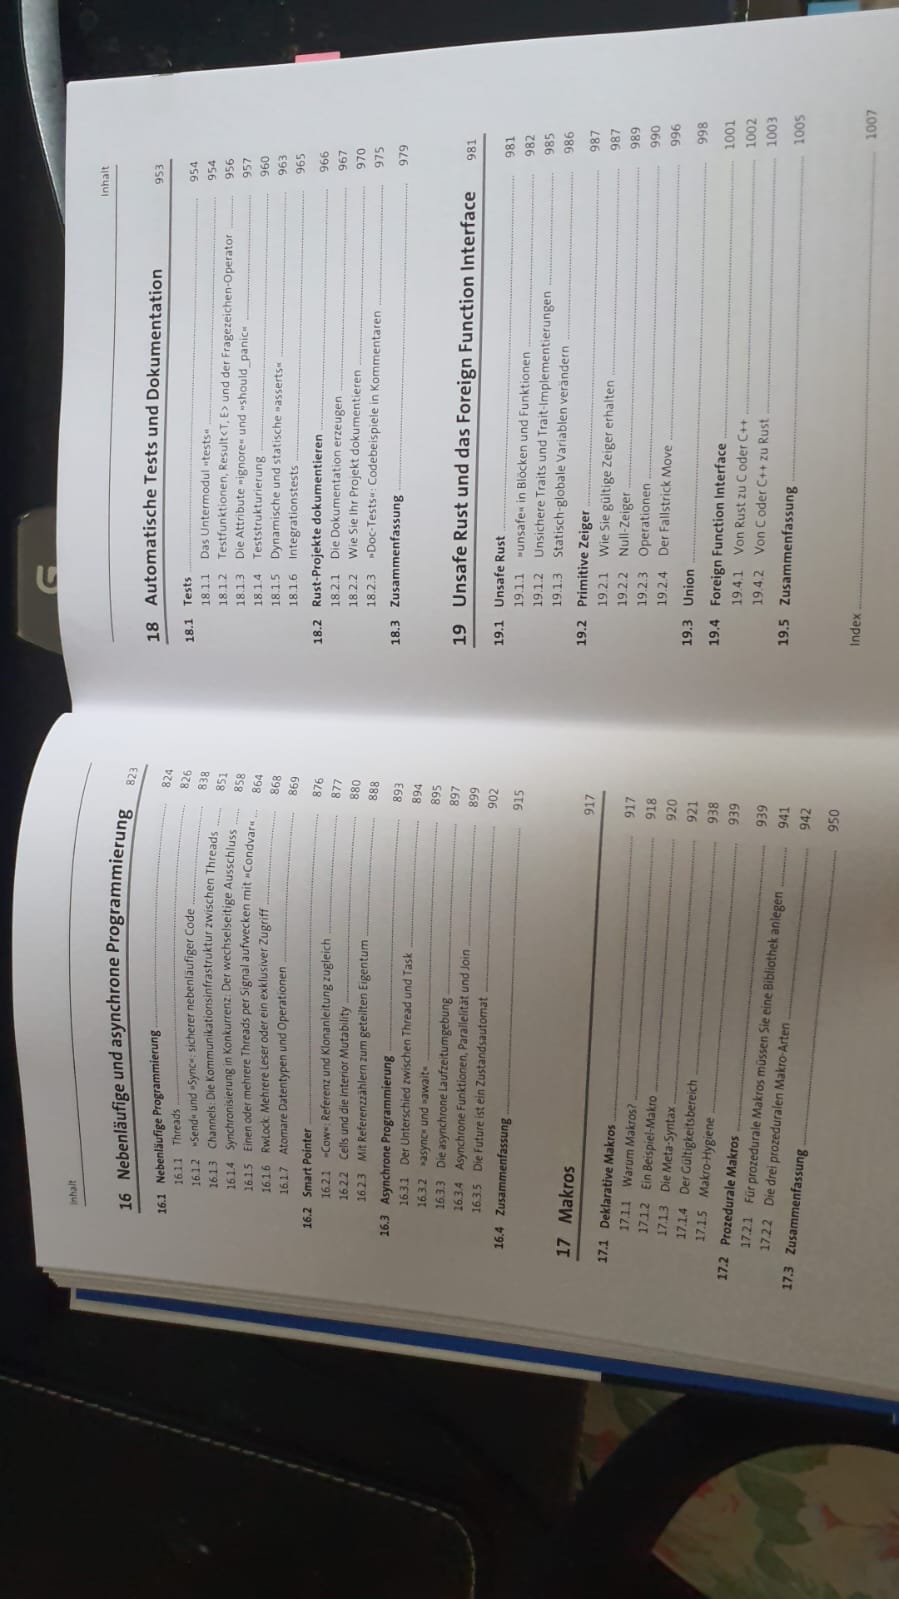 Inhalt
16 Nebenläufige und asynchrone Programmierung 823
16.1 Nebenläufige Programmierung 824
16.1.1 Threads 826
16.1.2 »Send« und »Sync«: sicherer nebenläufiger Code 838
16.1.3 Channels: Die Kommunikationsinfrastruktur zwischen Threads 851
16.1.4 Synchronisierung in Konkurrenz: Der wechselseitige Ausschluss 858
16.1.5 Einen oder mehrere Threads per Signal aufwecken mit »Condvar« 864
16.1.6 RwLock: Mehrere Leser oder ein exklusiver Zugriff 868
16.1.7 Atomare Datentypen und Operationen 869
16.2 Smart Pointer 876
16.2.1 »Cow«: Referenz und Klonanleitung zugleich 877
16.2.2 Cells und die Interior Mutability 880
16.2.3 Mit Referenzzählern zum geteilten Eigentum 888
16.3 Asynchrone Programmierung 893
16.3.1 Der Unterschied zwischen Thread und Task 894
16.3.2 »async« und »await« 895
16.3.3 Die asynchrone Laufzeitumgebung 897
16.3.4 Asynchrone Funktionen, Parallelität und Join 899
16.3.5 Die Future ist ein Zustandsautomat 902
16.4 Zusammenfassung 915
17 Makros 917
17.1 Deklarative Makros 917
17.1.1 Warum Makros? 918
17.1.2 Ein Beispiel-Makro 920
17.1.3 Die Meta-Syntax 921
17.1.4 Der Gültigkeitsbereich 938
17.1.5 Makro-Hygiene 939
17.2 Prozedurale Makros 939
17.2.1 Für prozedurale Makros müssen Sie eine Bibliothek anlegen 941
17.2.2 Die drei prozeduralen Makro-Arten 942
17.3 Zusammenfassung 950
Inhalt
18 Automatische Tests und Dokumentation 953
18.1 Tests 954
18.1.1 Das Untermodul »tests« 954
18.1.2 Testfunktionen, Result<T, E> und der Fragezeichen-Operator 956
18.1.3 Die Attribute »ignore« und »should_panic« 957
18.1.4 Teststrukturierung 960
18.1.5 Dynamische und statische »asserts« 963
18.1.6 Integrationstests 965
18.2 Rust-Projekte dokumentieren 966
18.2.1 Die Dokumentation erzeugen 967
18.2.2 Wie Sie Ihr Projekt dokumentieren 970
18.2.3 »Doc-Tests«: Codebeispiele in Kommentaren 975
18.3 Zusammenfassung 979
19 Unsafe Rust und das Foreign Function Interface 981
19.1 Unsafe Rust 981
19.1.1 »unsafe« in Blöcken und Funktionen 982
19.1.2 Unsichere Traits und Trait-Implementierungen 985
19.1.3 Statisch-globale Variablen verändern 986
19.2 Primitive Zeiger 987
19.2.1 Wie Sie gültige Zeiger erhalten 987
19.2.2 Null-Zeiger 989
19.2.3 Operationen 990
19.2.4 Der Fallstrick Move 996
19.3 Union 998
19.4 Foreign Function Interface 1001
19.4.1 Von Rust zu C oder C++ 1002
19.4.2 Von C oder C++ zu Rust 1003
19.5 Zusammenfassung 1005
Index 1007